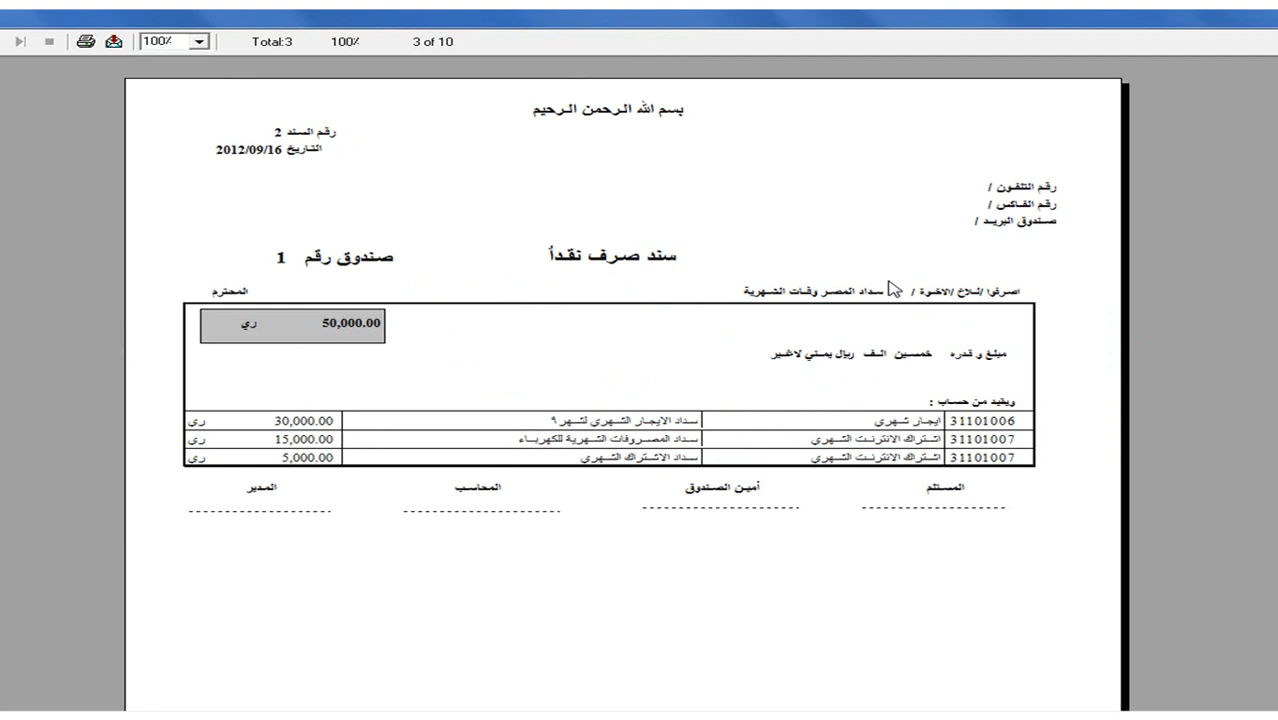 100% Total:3 100% 3 of 10
بسم الله الرحمن الرحيم
رقم السند 2
التاريخ 2012/09/16
رقم التلفون /
رقم الفاكس /
صندوق البريد /
سند صرف نقداً صندوق رقم 1
اصرفوا /للاخ /الاخوة / سداد المصروفات الشهرية المحترم
50,000.00 ري
مبلغ و قدره خمسين الف ريال يمني لاغير
ويقيد من حساب :
31101006 ايجار شهري سداد الايجار الشهري لشهر ٩ 30,000.00 ري
31101007 اشتراك الانترنت الشهري سداد المصروفات الشهرية للكهرباء 15,000.00 ري
31101007 اشتراك الانترنت الشهري سداد الاشتراك الشهري 5,000.00 ري
المستلم أمين الصندوق المحاسب المدير